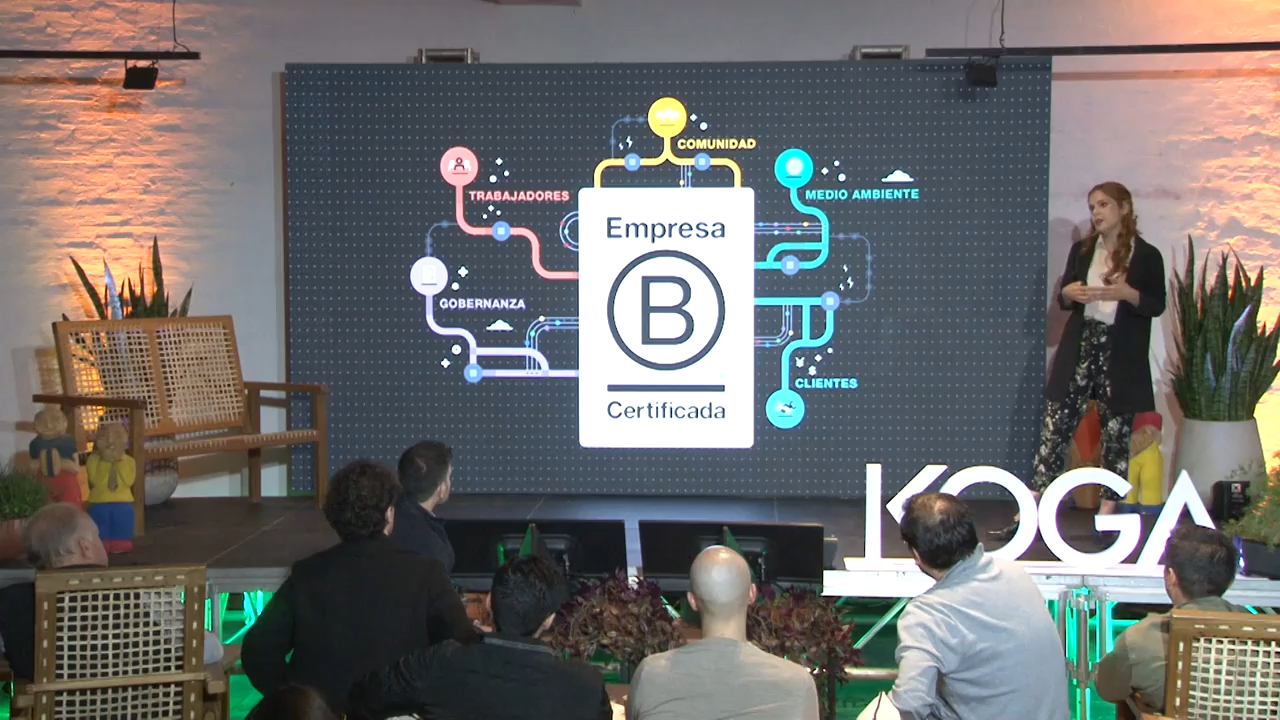 COMUNIDAD
TRABAJADORES
MEDIO AMBIENTE
Empresa
B
GOBERNANZA
CLIENTES
Certificada
KOGA